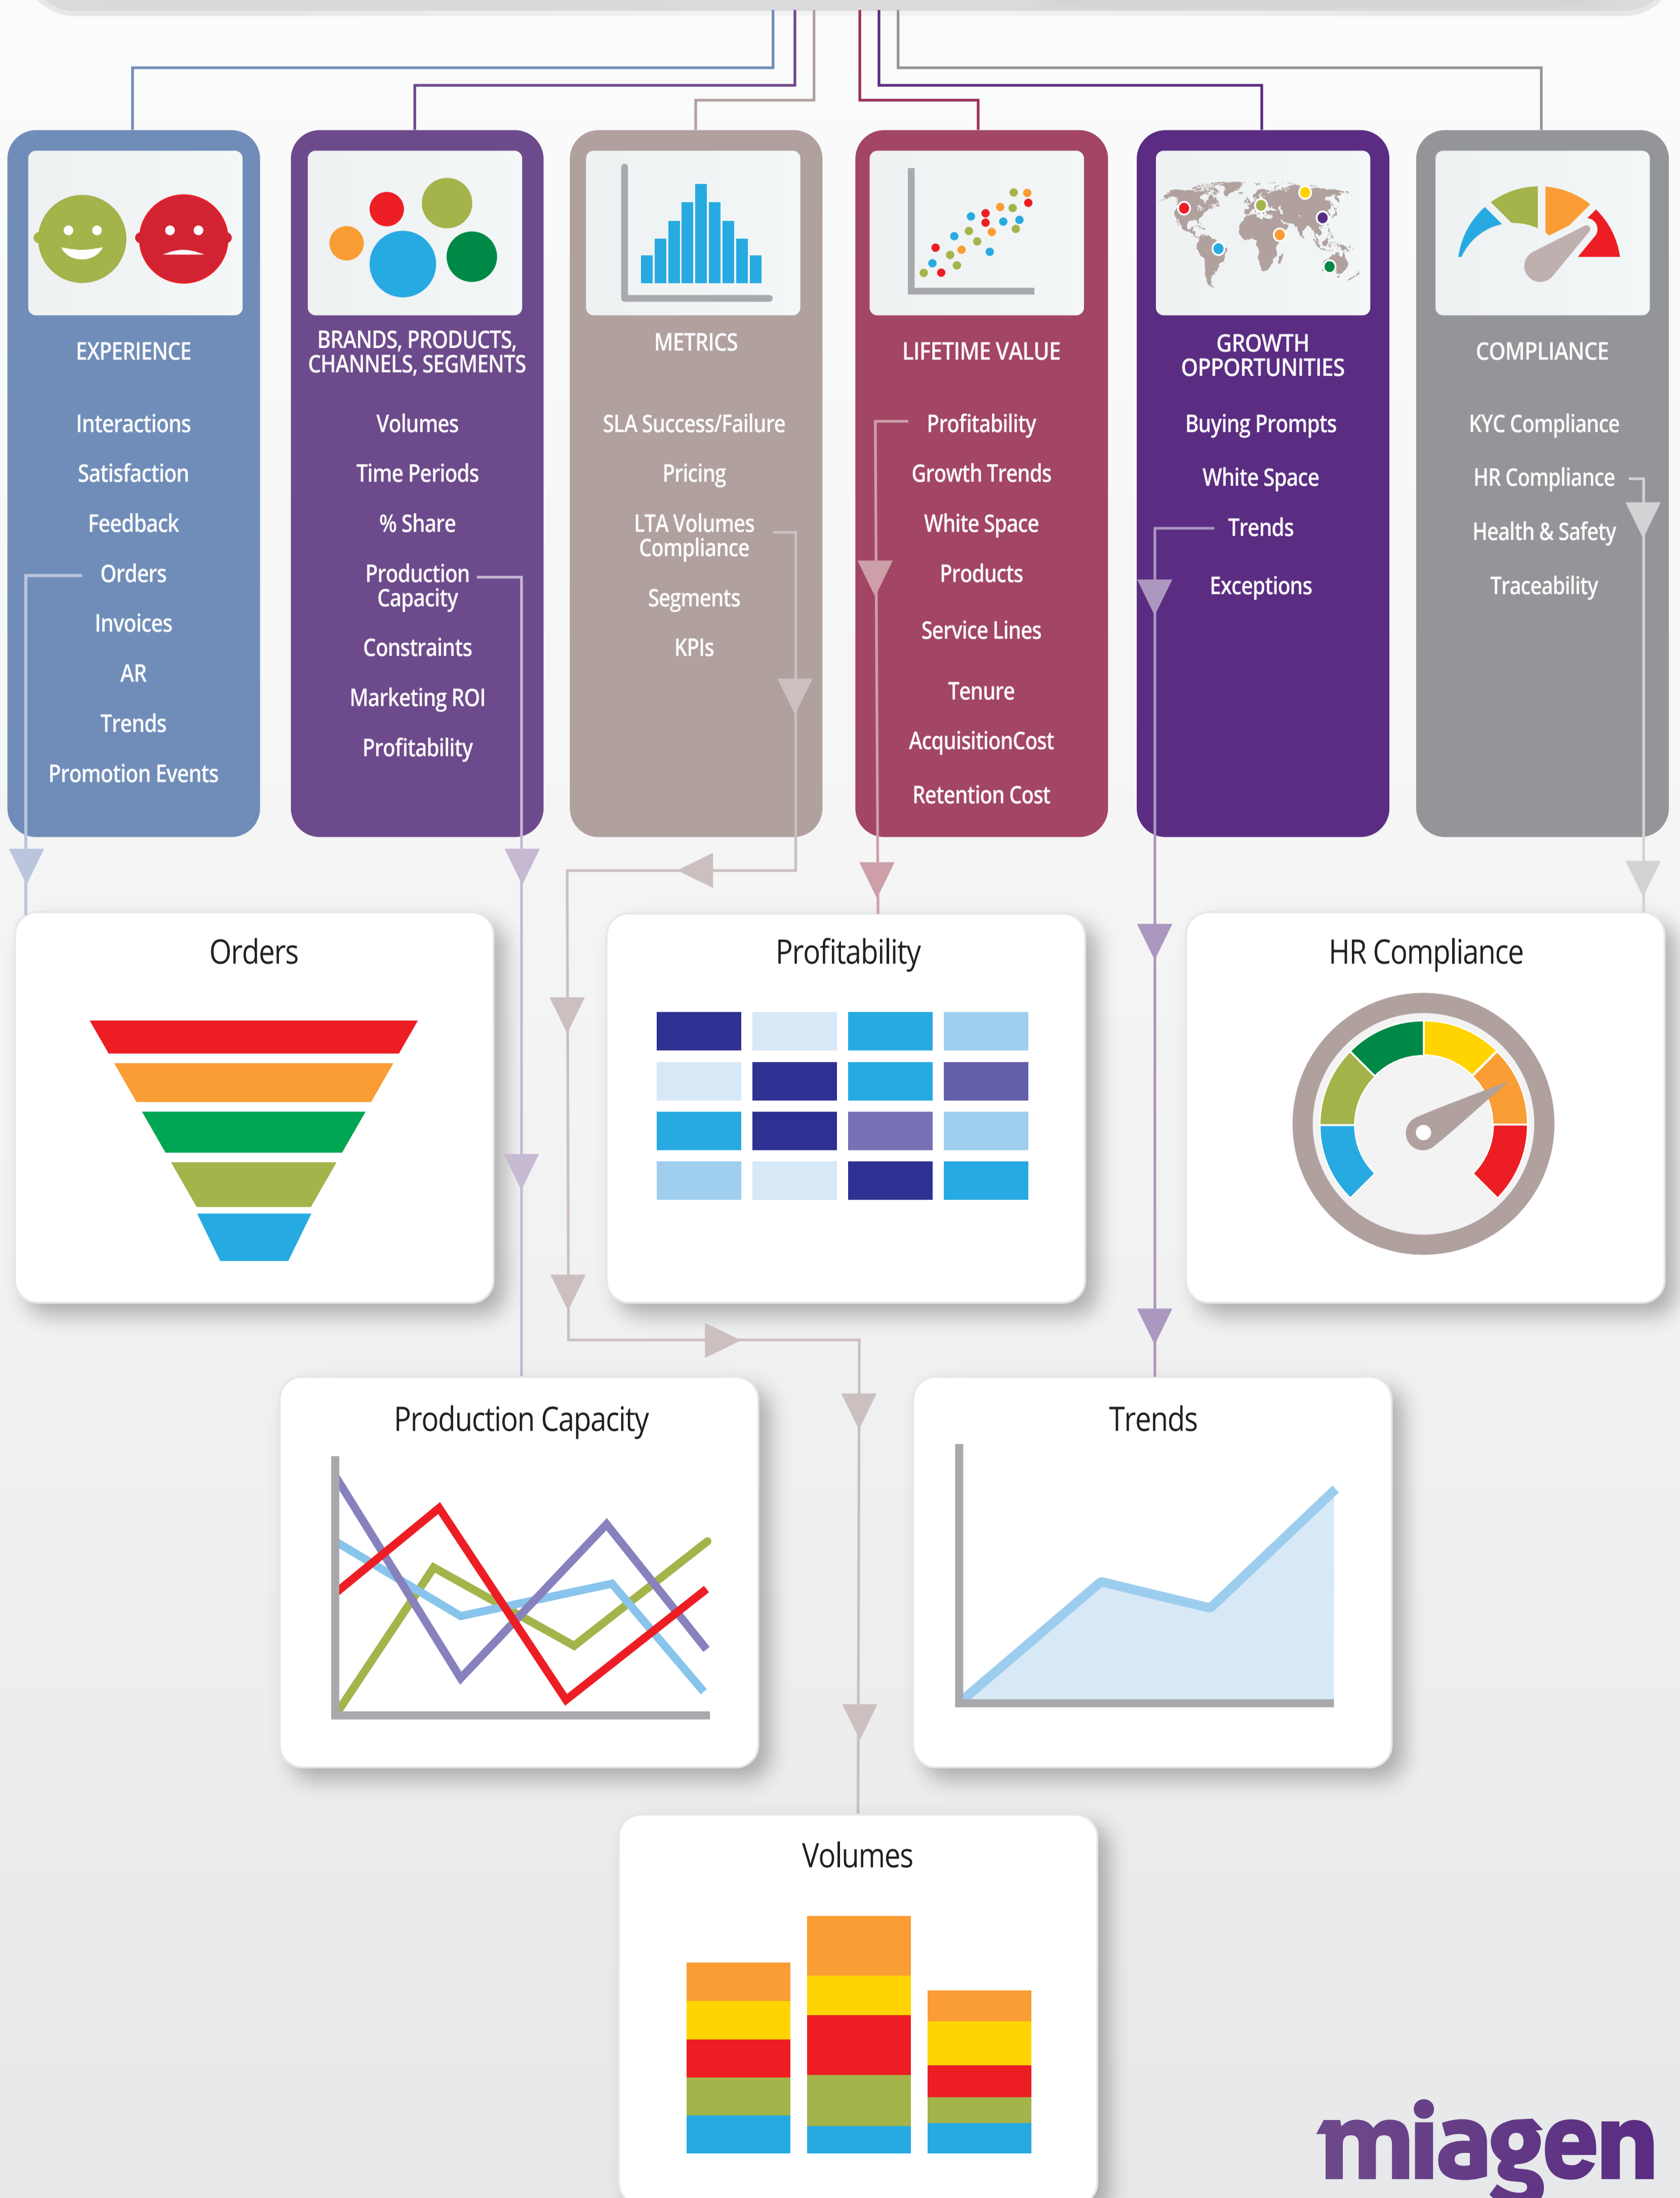 EXPERIENCE
Interactions
Satisfaction
Feedback
Orders
Invoices
AR
Trends
Promotion Events
BRANDS, PRODUCTS,
CHANNELS, SEGMENTS
Volumes
Time Periods
% Share
Production
Capacity
Constraints
Marketing ROI
Profitability
METRICS
SLA Success/Failure
Pricing
LTA Volumes
Compliance
Segments
KPIs
LIFETIME VALUE
Profitability
Growth Trends
White Space
Products
Service Lines
Tenure
AcquisitionCost
Retention Cost
GROWTH
OPPORTUNITIES
Buying Prompts
White Space
Trends
Exceptions
COMPLIANCE
KYC Compliance
HR Compliance
Health & Safety
Traceability
Orders
Profitability
HR Compliance
Production Capacity
Trends
Volumes
miagen